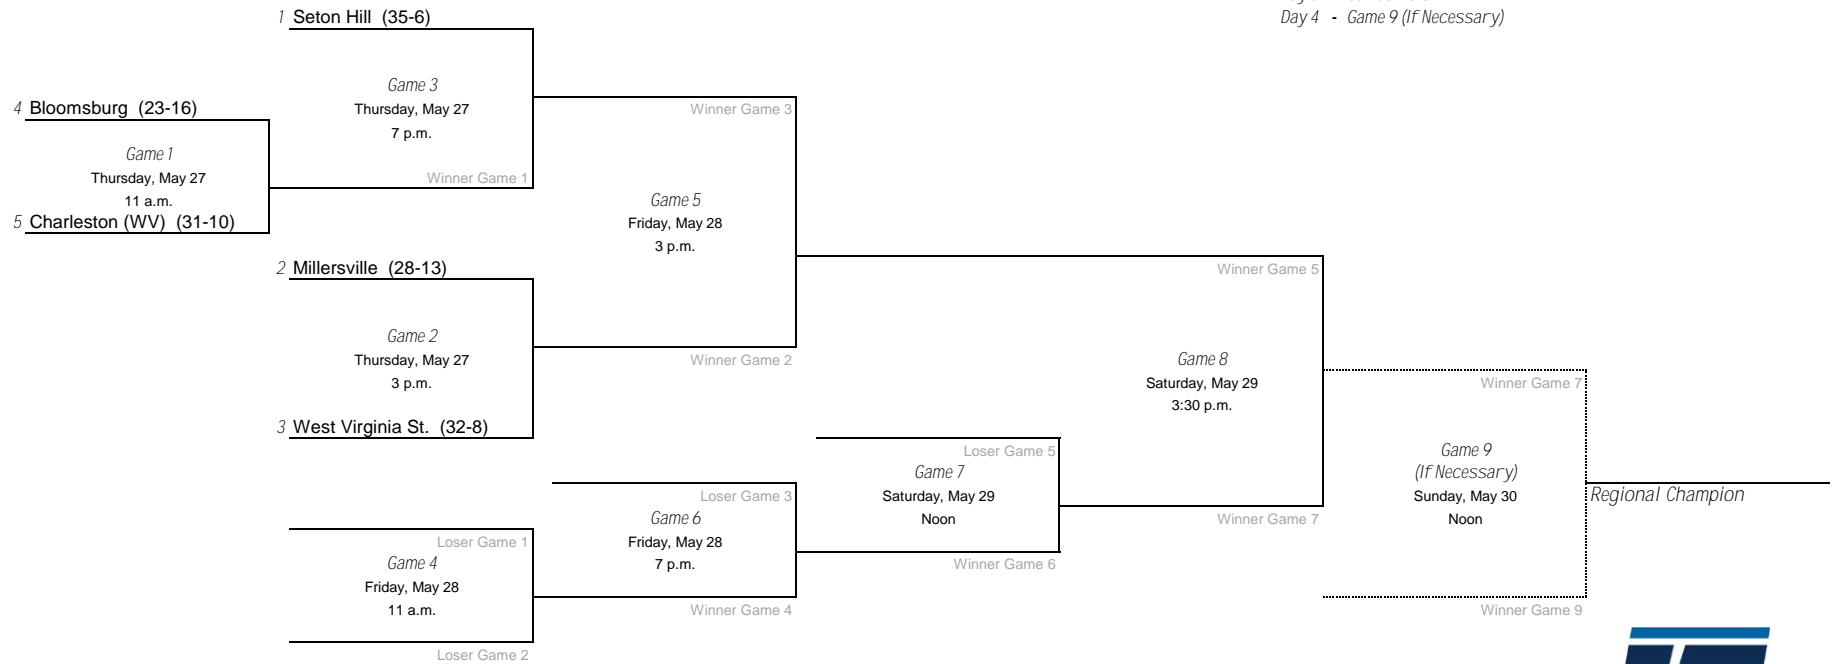 Day 4 - Game 9 (If Necessary)
1 Seton Hill (35-6)
Game 3
Thursday, May 27
7 p.m.
Winner Game 3
4 Bloomsburg (23-16)
Game 1
Thursday, May 27
11 a.m.
Winner Game 1
5 Charleston (WV) (31-10)
Game 5
Friday, May 28
3 p.m.
Winner Game 5
2 Millersville (28-13)
Game 2
Thursday, May 27
3 p.m.
Winner Game 2
3 West Virginia St. (32-8)
Game 8
Saturday, May 29
3:30 p.m.
Winner Game 7
Loser Game 5
Game 7
Saturday, May 29
Noon
Winner Game 7
Game 9
(If Necessary)
Sunday, May 30
Noon
Regional Champion
Loser Game 3
Game 6
Friday, May 28
7 p.m.
Winner Game 6
Loser Game 1
Game 4
Friday, May 28
11 a.m.
Winner Game 4
Winner Game 9
Loser Game 2